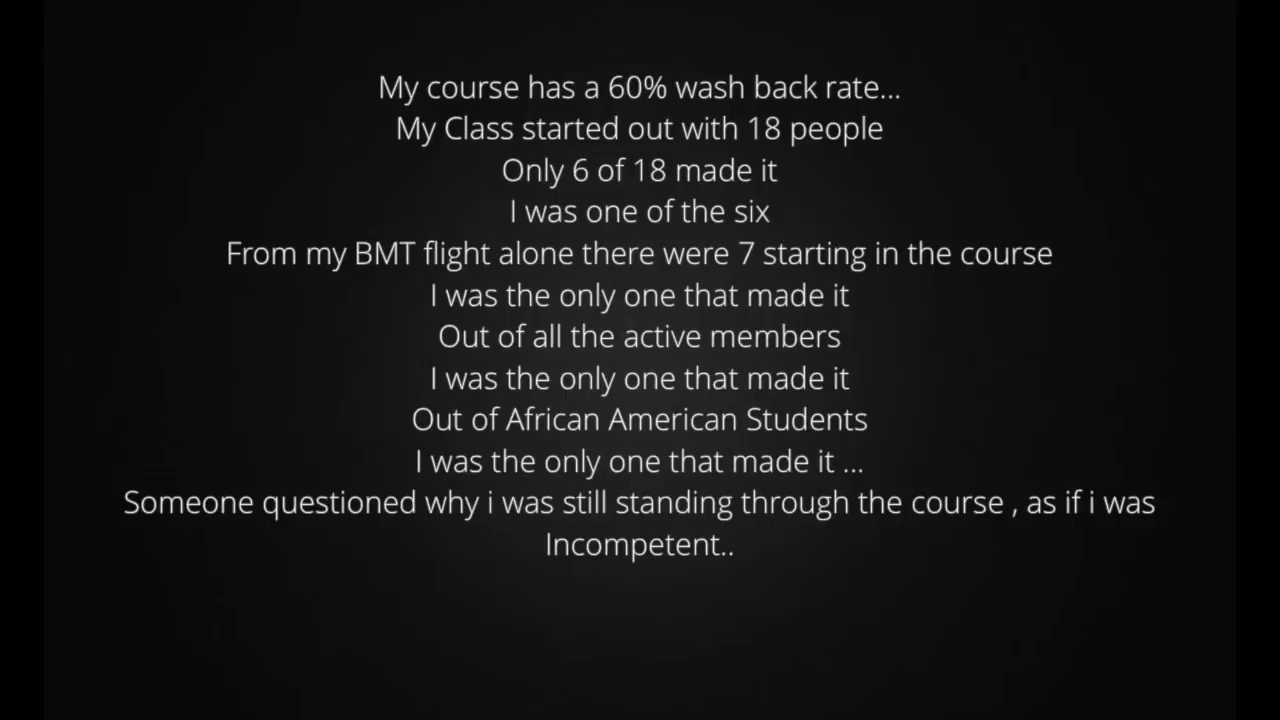 My course has a 60% wash back rate...
My Class started out with 18 people
Only 6 of 18 made it
I was one of the six
From my BMT flight alone there were 7 starting in the course
I was the only one that made it
Out of all the active members
I was the only one that made it
Out of African American Students
I was the only one that made it ...
Someone questioned why i was still standing through the course , as if i was
Incompetent..